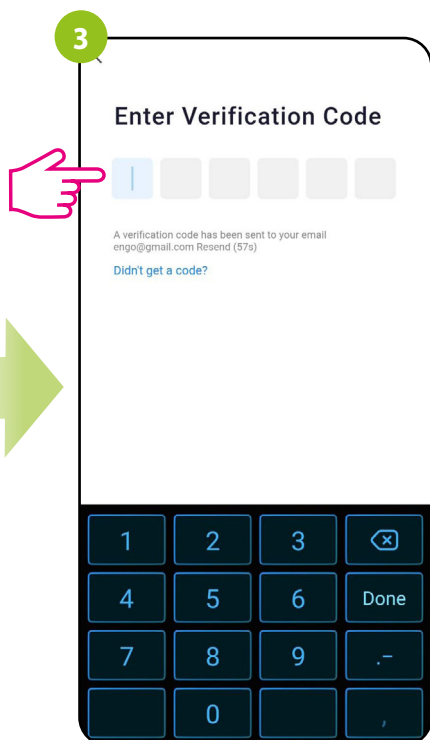 3
Enter Verification Code
A verification code has been sent to your email
engo@gmail.com Resend (57s)
Didn't get a code?
1 2 3
4 5 6 Done
7 8 9 .–
0 ,